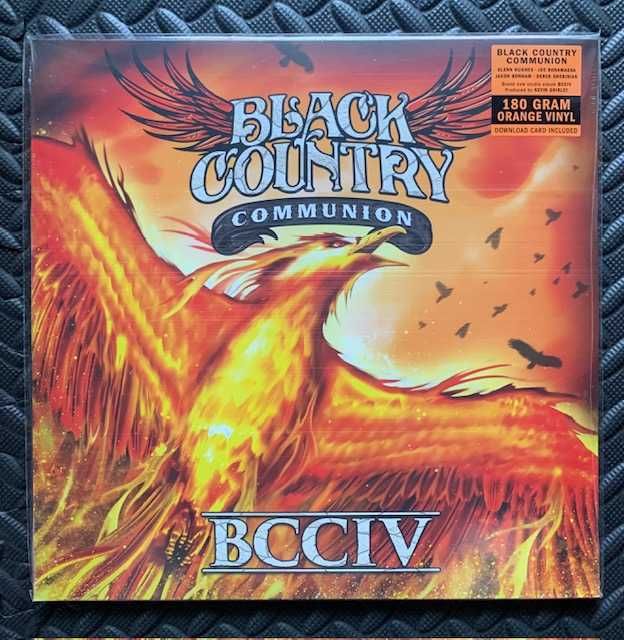 BLACK
COUNTRY
COMMUNION
BLACK COUNTRY
COMMUNION
GLENN HUGHES · JOE BONAMASSA
JASON BONHAM · DEREK SHERINIAN
Brand new studio album BCCIV
Produced by KEVIN SHIRLEY
180 GRAM
ORANGE VINYL
DOWNLOAD CARD INCLUDED
BCCIV